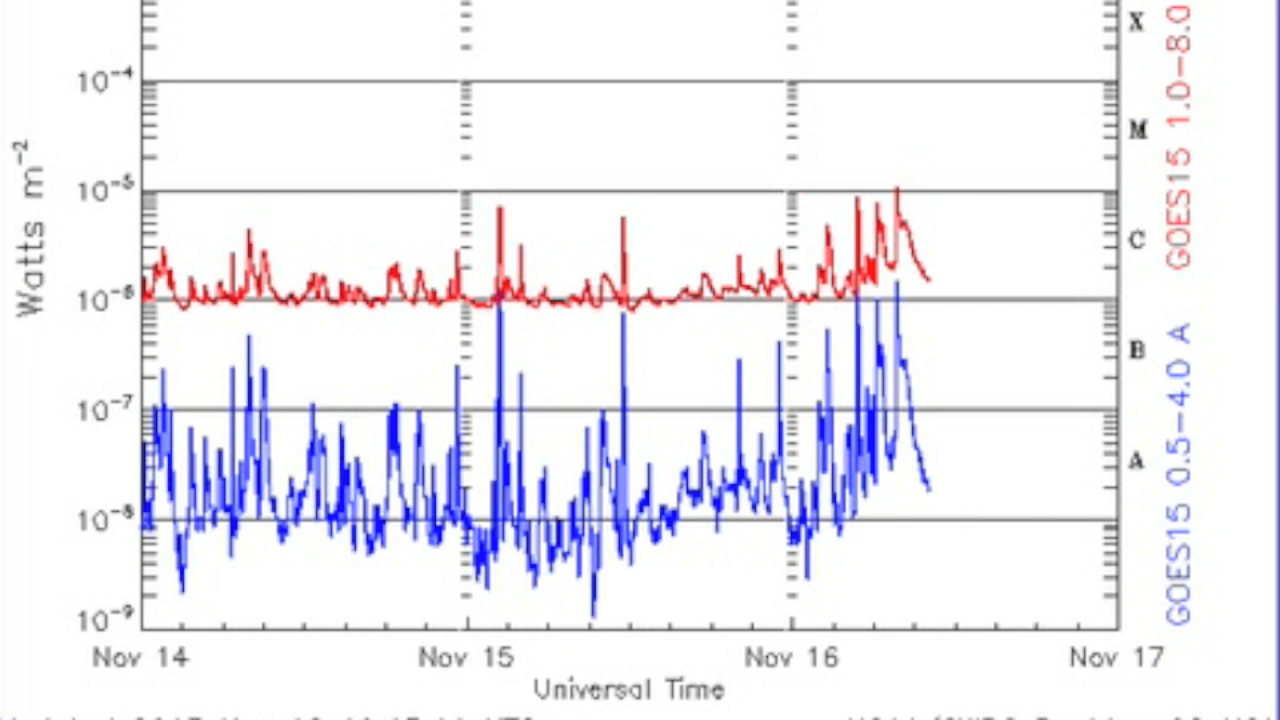 X
10⁻⁴
M
10⁻⁵
C
10⁻⁶
B
10⁻⁷
A
10⁻⁸
10⁻⁹
Watts m⁻²
GOES15 1.0–8.0
GOES15 0.5–4.0 A
Nov 14 Nov 15 Nov 16 Nov 17
Universal Time